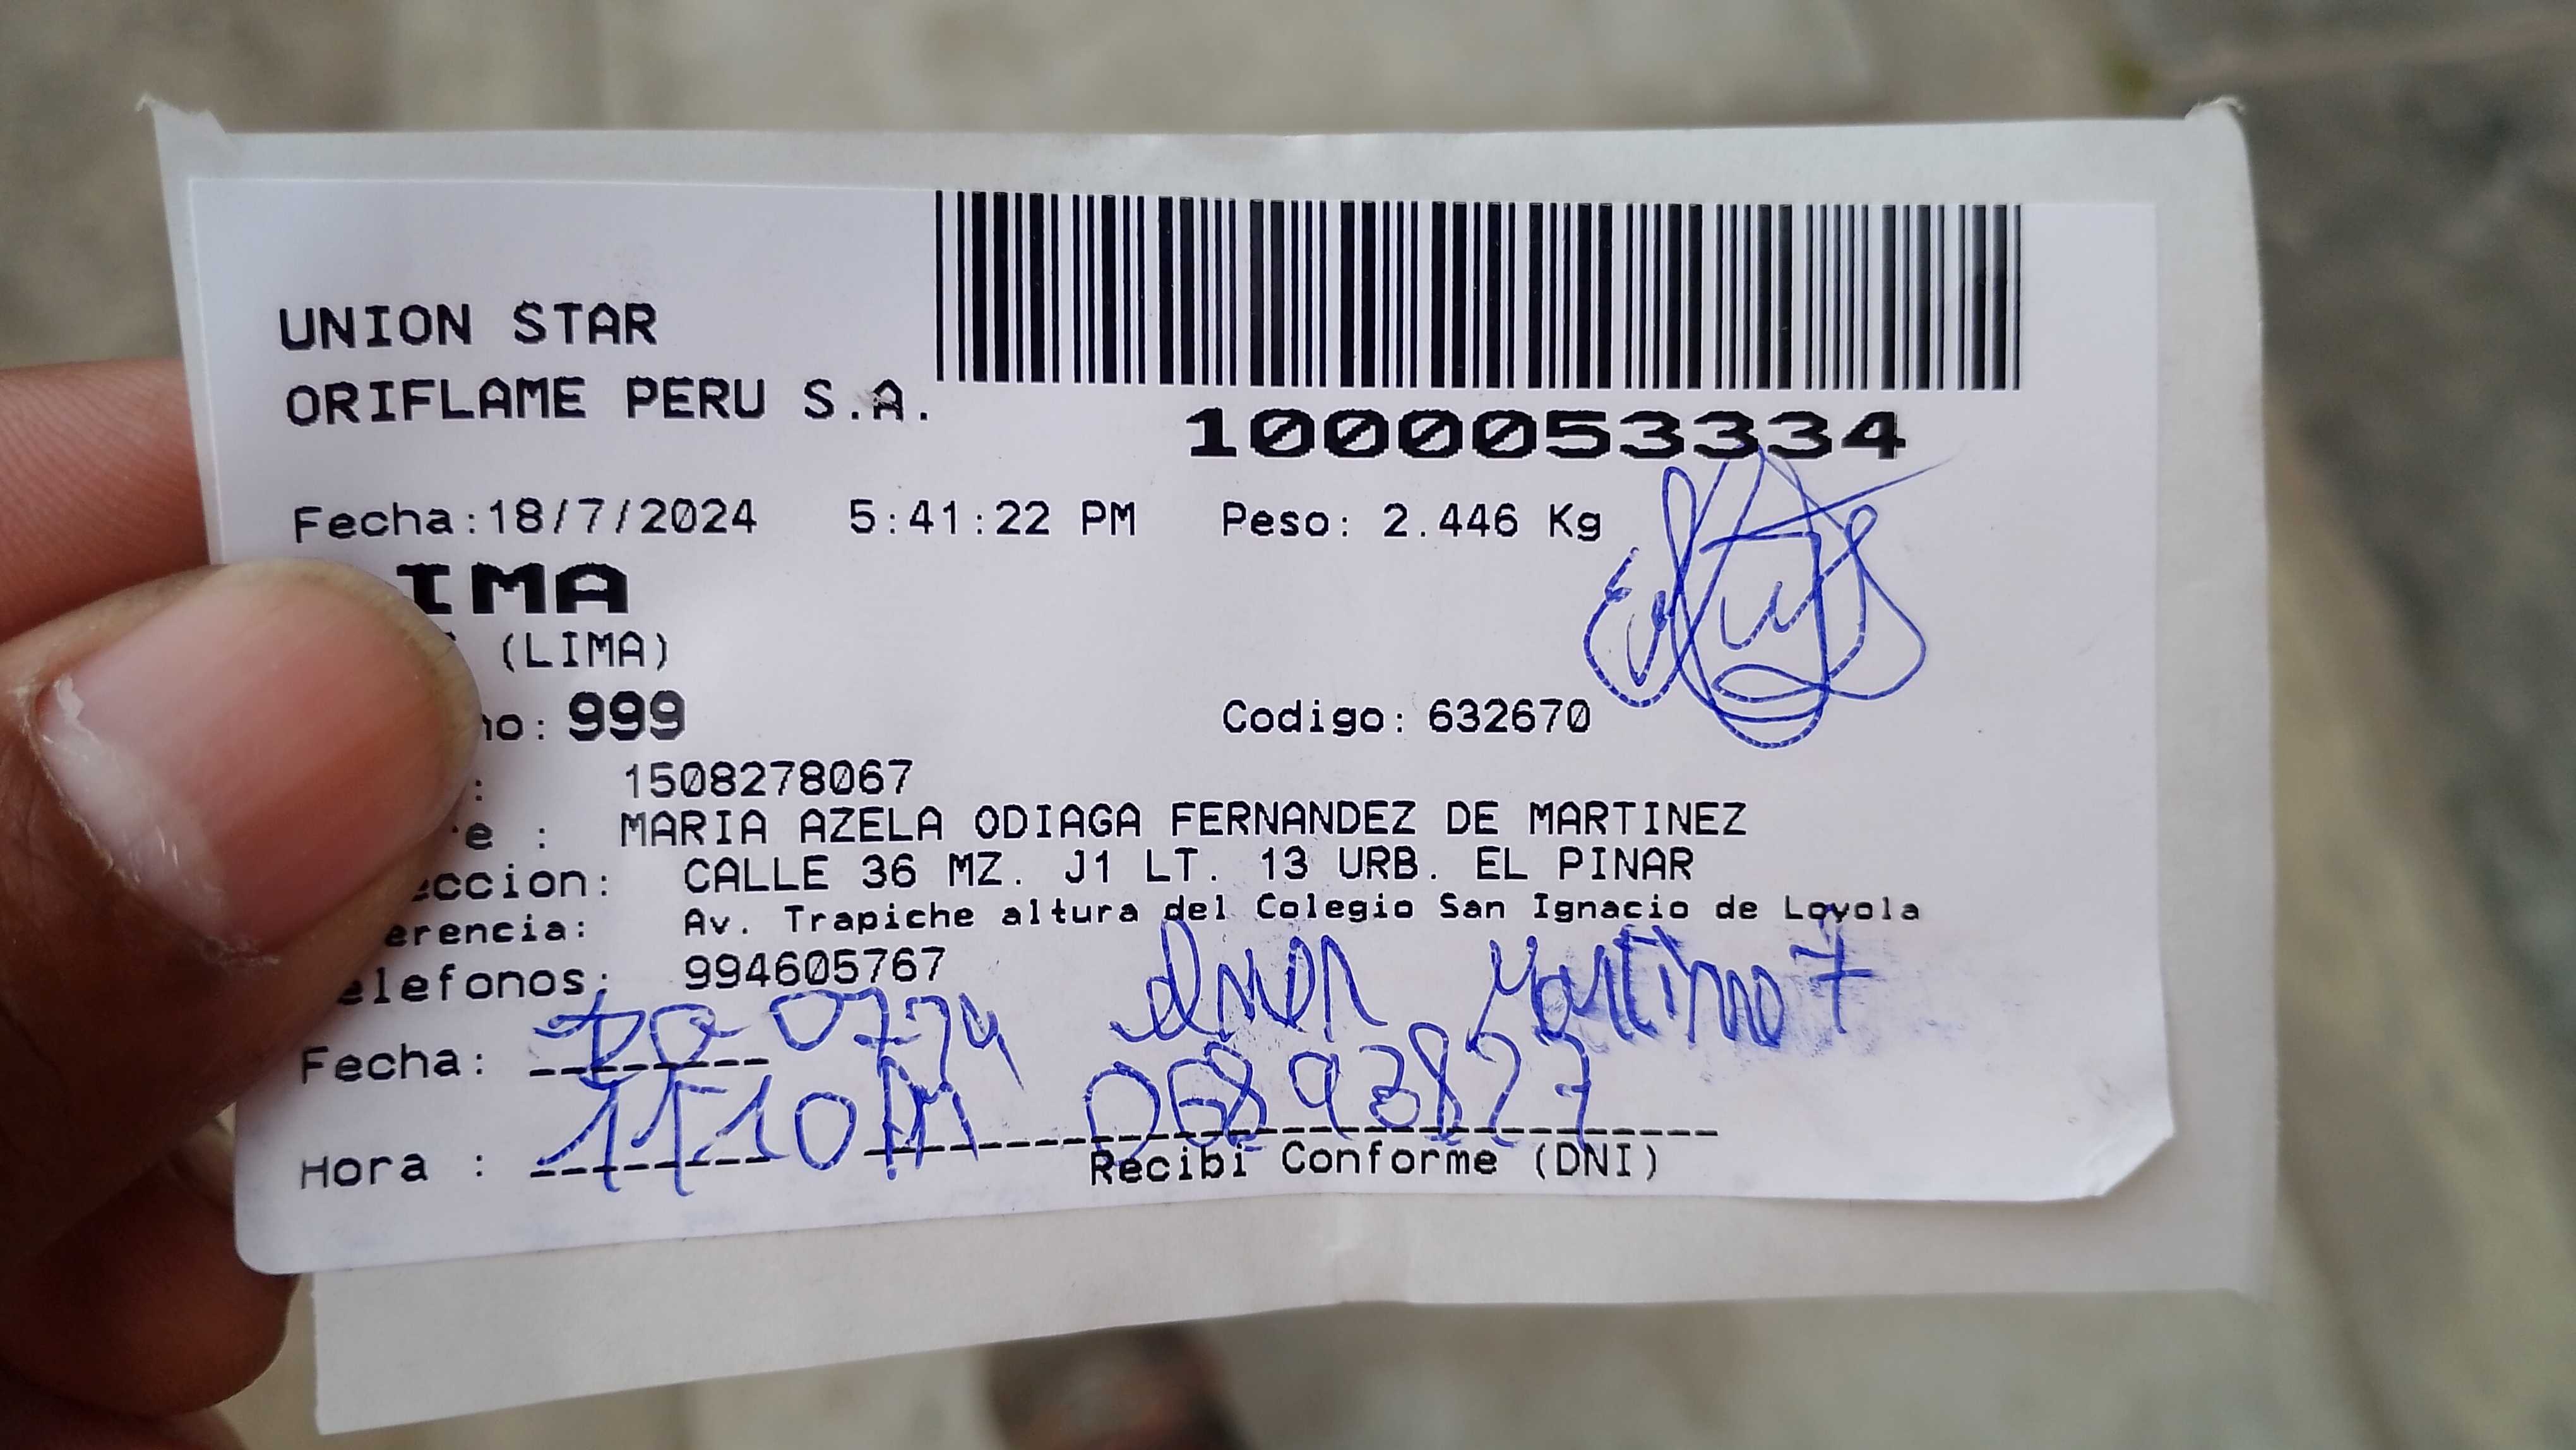 UNION STAR
ORIFLAME PERU S.A.
1000053334
Fecha:18/7/2024 5:41:22 PM Peso: 2.446 Kg
IMA
(LIMA)
no: 999 Codigo: 632670
: 1508278067
e : MARIA AZELA ODIAGA FERNANDEZ DE MARTINEZ
eccion: CALLE 36 MZ. J1 LT. 13 URB. EL PINAR
erencia: Av. Trapiche altura del Colegio San Ignacio de Loyola
elefonos: 994605767
Fecha: 0724
Hora : 1110 AM 06893827
Recibi Conforme (DNI)